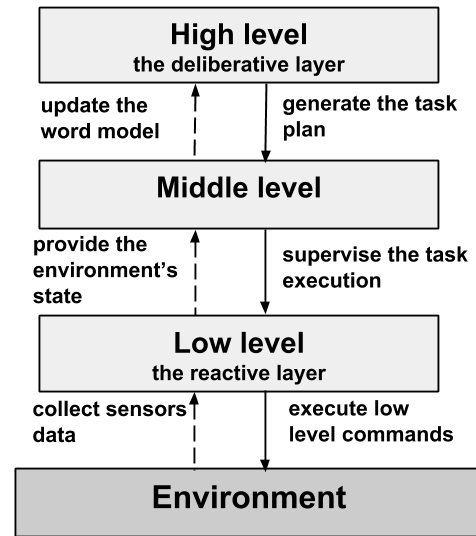 High level
the deliberative layer
update the
word model
generate the task
plan
Middle level
provide the
environment's
state
supervise the task
execution
Low level
the reactive layer
collect sensors
data
execute low
level commands
Environment